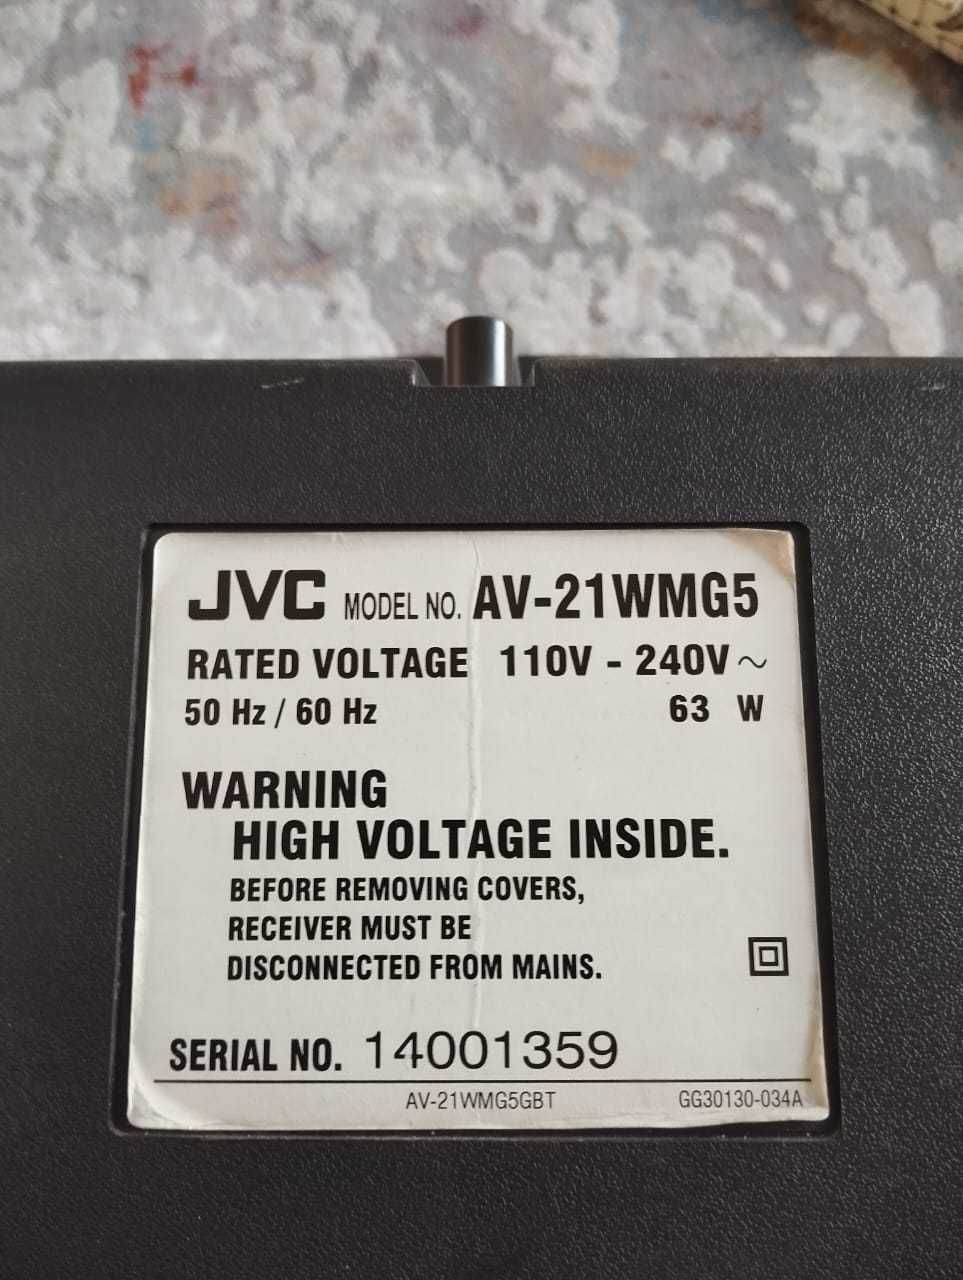 JVC MODEL NO. AV-21WMG5
RATED VOLTAGE 110V - 240V ~
50 Hz / 60 Hz 63 W
WARNING
HIGH VOLTAGE INSIDE.
BEFORE REMOVING COVERS,
RECEIVER MUST BE
DISCONNECTED FROM MAINS.
SERIAL NO. 14001359
AV-21WMG5GBT GG30130-034A